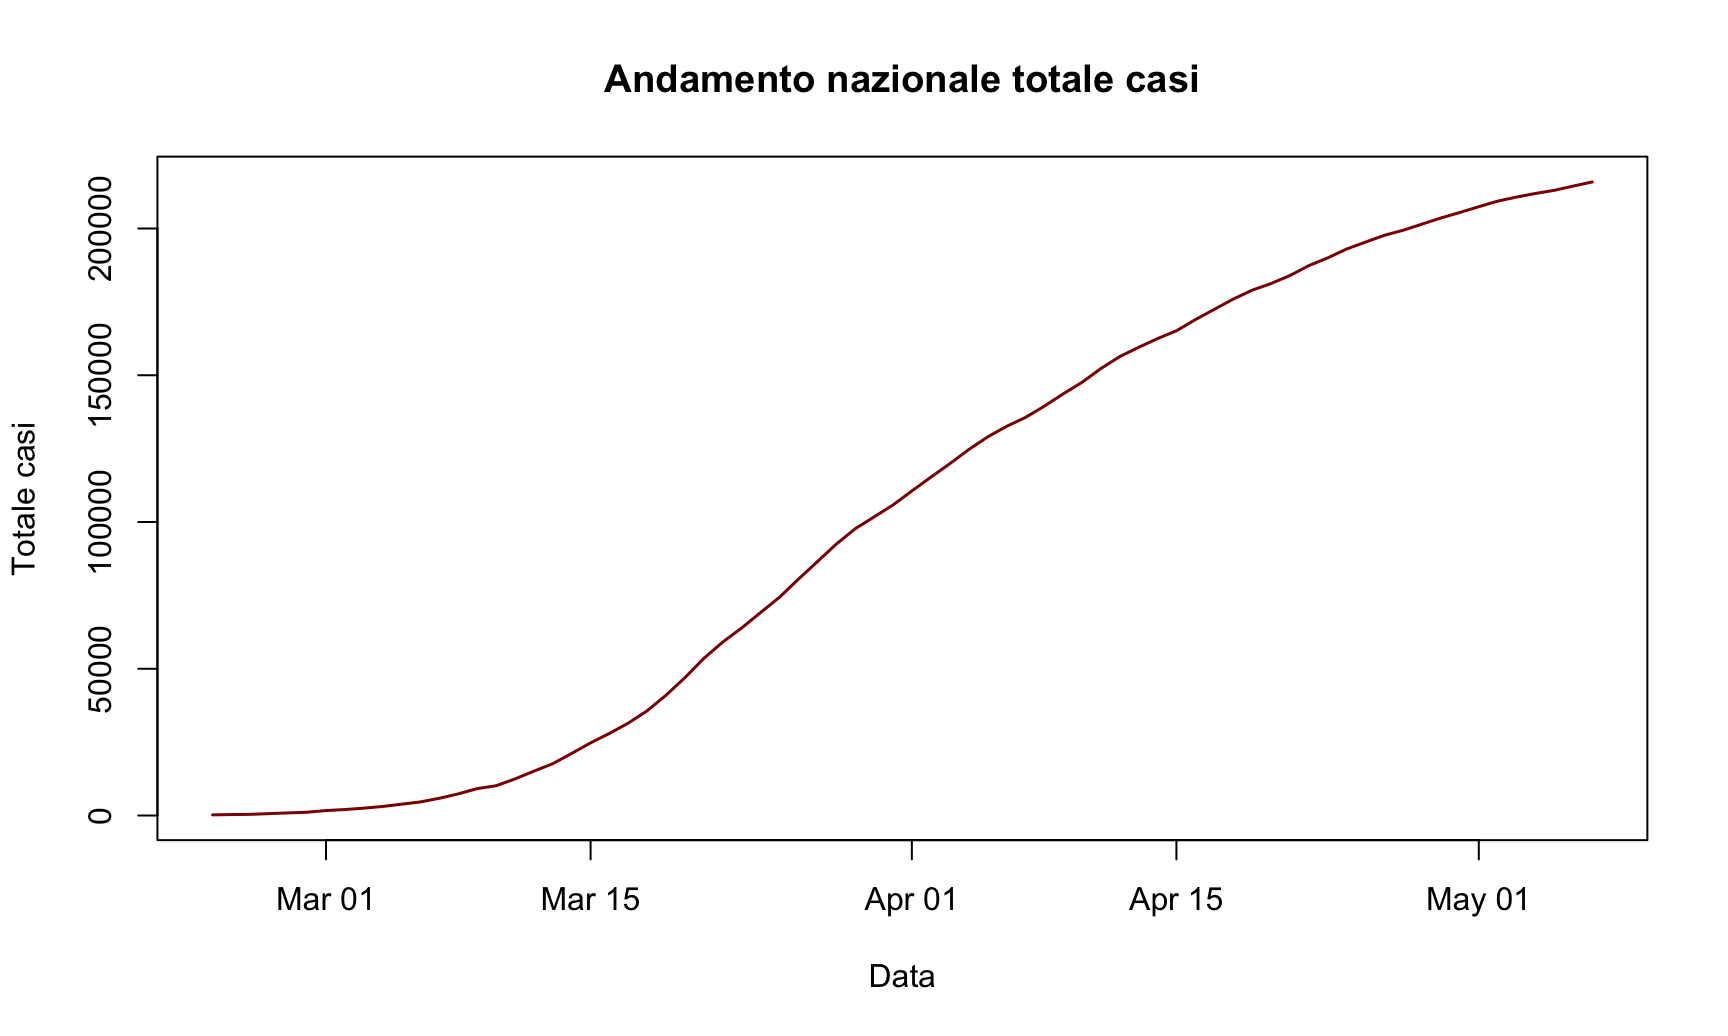 Andamento nazionale totale casi
Totale casi
200000
150000
100000
50000
0
Mar 01
Mar 15
Apr 01
Apr 15
May 01
Data